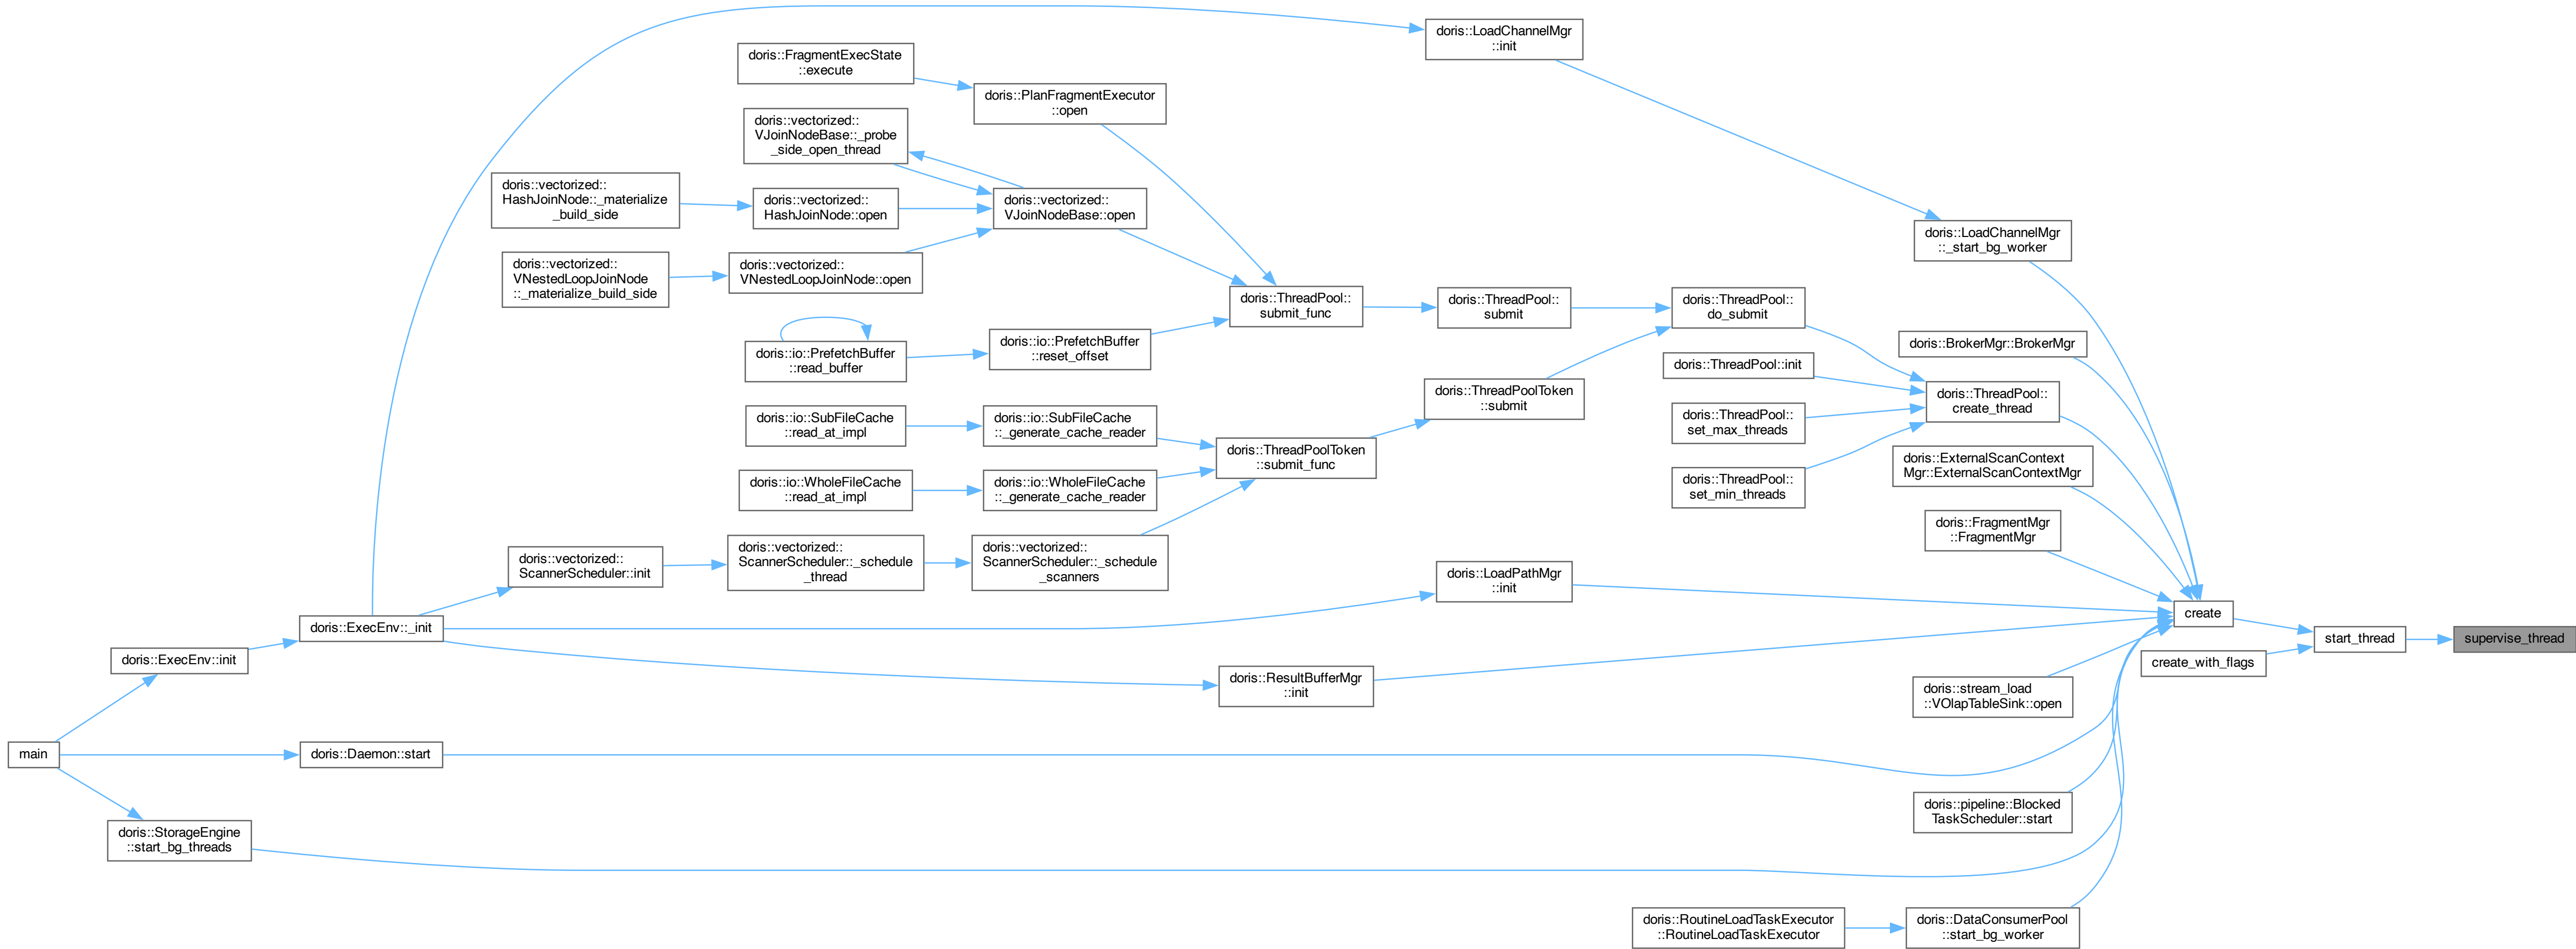 doris::LoadChannelMgr
::init
doris::FragmentExecState
::execute
doris::PlanFragmentExecutor
::open
doris::vectorized::
VJoinNodeBase::_probe
_side_open_thread
doris::vectorized::
HashJoinNode::_materialize
_build_side
doris::vectorized::
HashJoinNode::open
doris::vectorized::
VJoinNodeBase::open
doris::LoadChannelMgr
::_start_bg_worker
doris::vectorized::
VNestedLoopJoinNode
::_materialize_build_side
doris::vectorized::
VNestedLoopJoinNode::open
doris::ThreadPool::
submit_func
doris::ThreadPool::
submit
doris::ThreadPool::
do_submit
doris::io::PrefetchBuffer
::read_buffer
doris::io::PrefetchBuffer
::reset_offset
doris::BrokerMgr::BrokerMgr
doris::ThreadPool::init
doris::ThreadPoolToken
::submit
doris::ThreadPool::
create_thread
doris::io::SubFileCache
::read_at_impl
doris::io::SubFileCache
::_generate_cache_reader
doris::ThreadPool::
set_max_threads
doris::ThreadPoolToken
::submit_func
doris::ExternalScanContext
Mgr::ExternalScanContextMgr
doris::io::WholeFileCache
::read_at_impl
doris::io::WholeFileCache
::_generate_cache_reader
doris::ThreadPool::
set_min_threads
doris::FragmentMgr
::FragmentMgr
doris::vectorized::
ScannerScheduler::init
doris::vectorized::
ScannerScheduler::_schedule
_thread
doris::vectorized::
ScannerScheduler::_schedule
_scanners
doris::LoadPathMgr
::init
doris::ExecEnv::_init
create
start_thread
supervise_thread
doris::ExecEnv::init
create_with_flags
doris::ResultBufferMgr
::init
doris::stream_load
::VOlapTableSink::open
main
doris::Daemon::start
doris::pipeline::Blocked
TaskScheduler::start
doris::StorageEngine
::start_bg_threads
doris::RoutineLoadTaskExecutor
::RoutineLoadTaskExecutor
doris::DataConsumerPool
::start_bg_worker